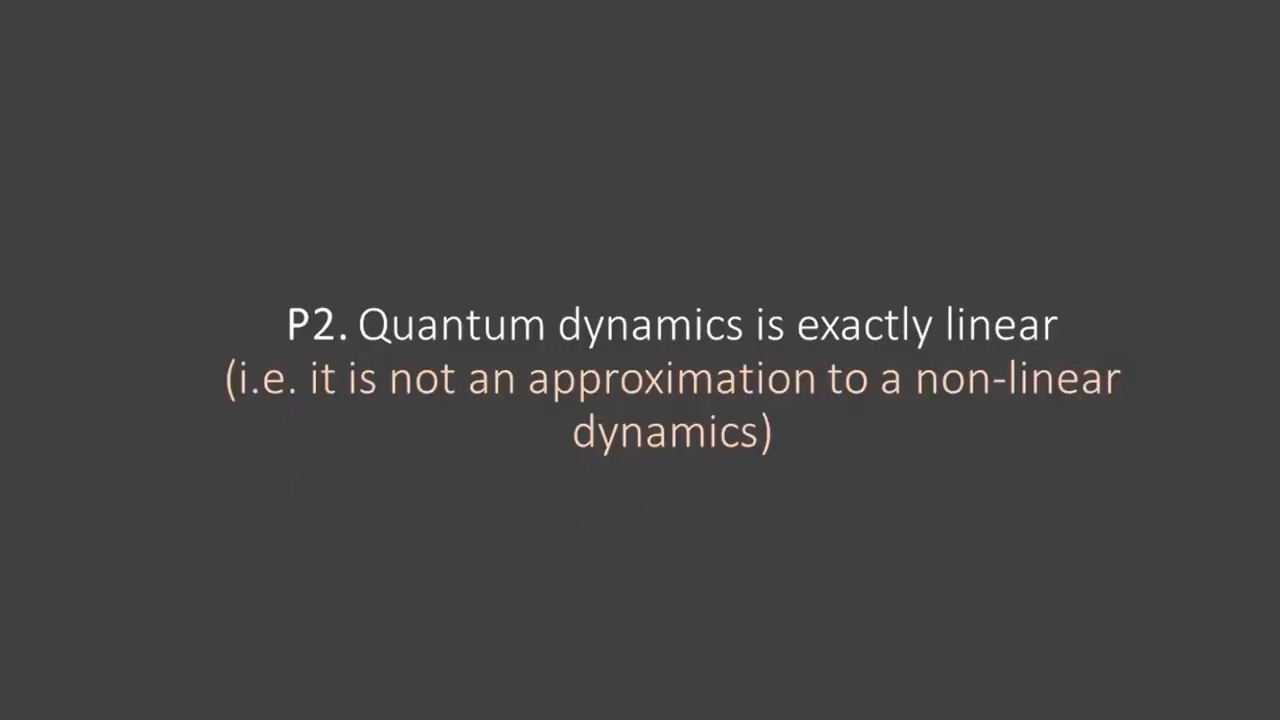 P2. Quantum dynamics is exactly linear
(i.e. it is not an approximation to a non-linear
dynamics)